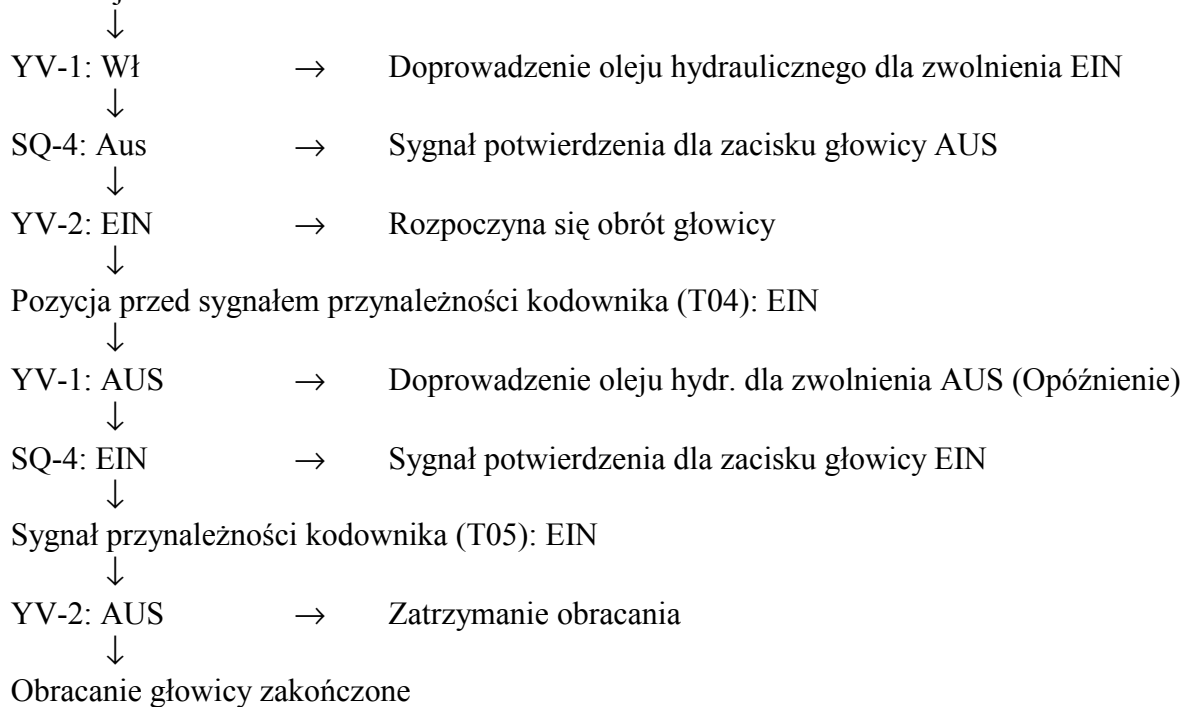 ↓
YV-1: Wł → Doprowadzenie oleju hydraulicznego dla zwolnienia EIN
↓
SQ-4: Aus → Sygnał potwierdzenia dla zacisku głowicy AUS
↓
YV-2: EIN → Rozpoczyna się obrót głowicy
↓
Pozycja przed sygnałem przynależności kodownika (T04): EIN
↓
YV-1: AUS → Doprowadzenie oleju hydr. dla zwolnienia AUS (Opóźnienie)
↓
SQ-4: EIN → Sygnał potwierdzenia dla zacisku głowicy EIN
↓
Sygnał przynależności kodownika (T05): EIN
↓
YV-2: AUS → Zatrzymanie obracania
↓
Obracanie głowicy zakończone